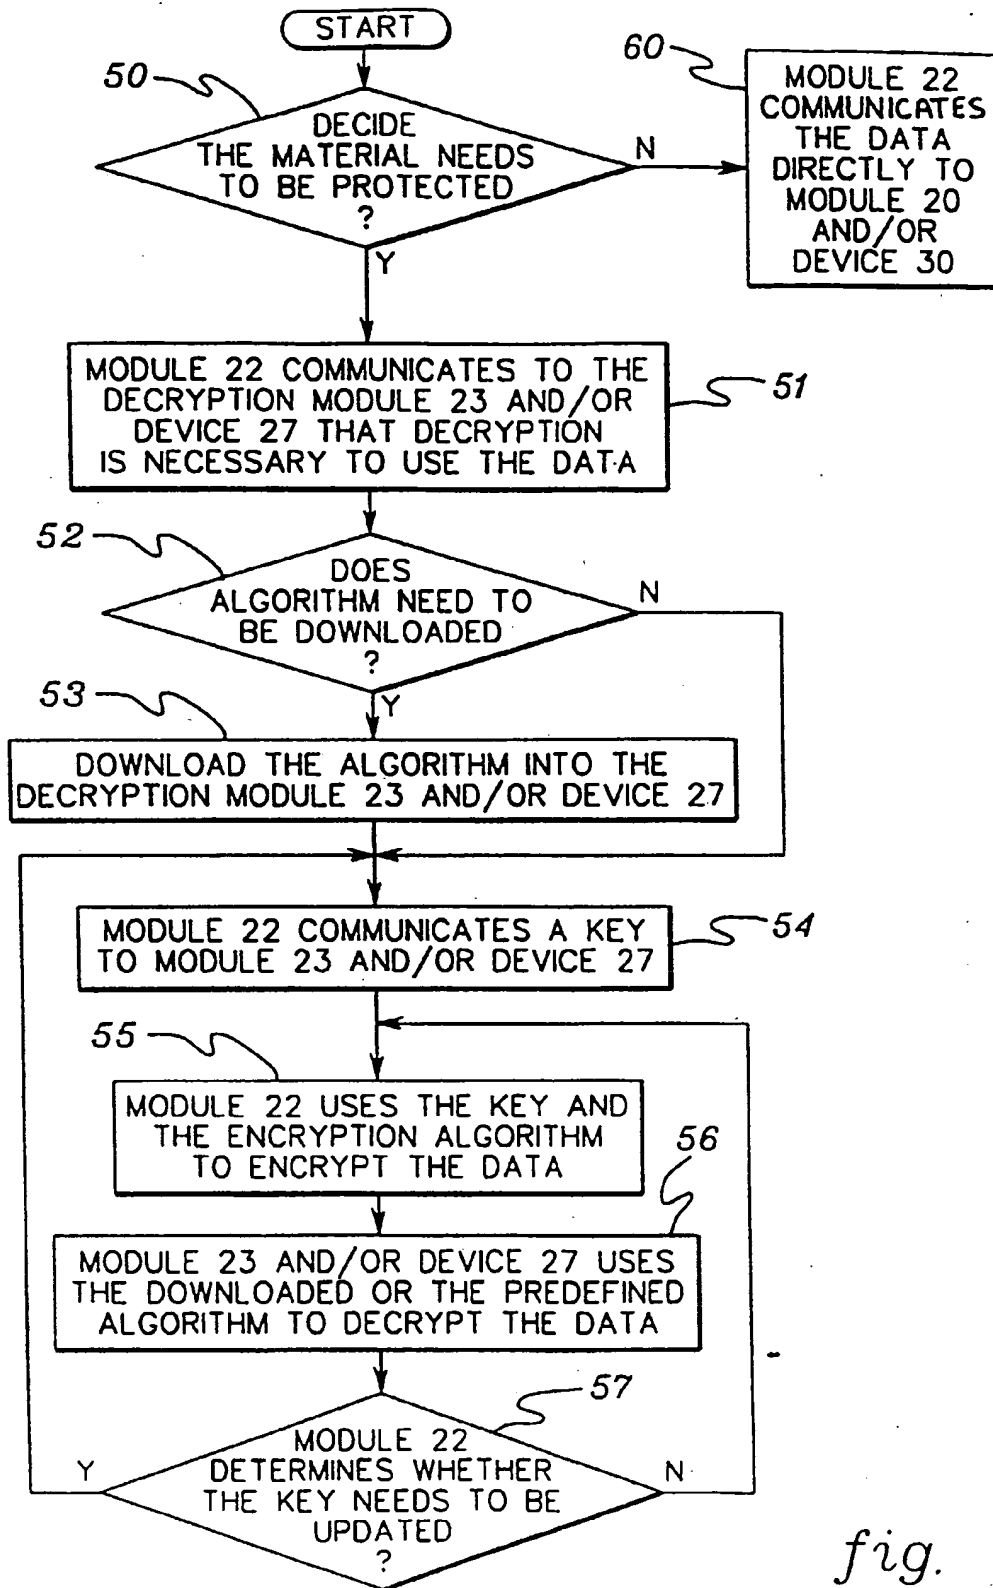 START
50
DECIDE
THE MATERIAL NEEDS
TO BE PROTECTED
?
N
Y
60
MODULE 22
COMMUNICATES
THE DATA
DIRECTLY TO
MODULE 20
AND/OR
DEVICE 30
MODULE 22 COMMUNICATES TO THE
DECRYPTION MODULE 23 AND/OR
DEVICE 27 THAT DECRYPTION
IS NECESSARY TO USE THE DATA
51
52
DOES
ALGORITHM NEED TO
BE DOWNLOADED
?
N
Y
53
DOWNLOAD THE ALGORITHM INTO THE
DECRYPTION MODULE 23 AND/OR DEVICE 27
MODULE 22 COMMUNICATES A KEY
TO MODULE 23 AND/OR DEVICE 27
54
55
MODULE 22 USES THE KEY AND
THE ENCRYPTION ALGORITHM
TO ENCRYPT THE DATA
56
MODULE 23 AND/OR DEVICE 27 USES
THE DOWNLOADED OR THE PREDEFINED
ALGORITHM TO DECRYPT THE DATA
57
MODULE 22
DETERMINES WHETHER
THE KEY NEEDS TO BE
UPDATED
?
Y
N
fig.